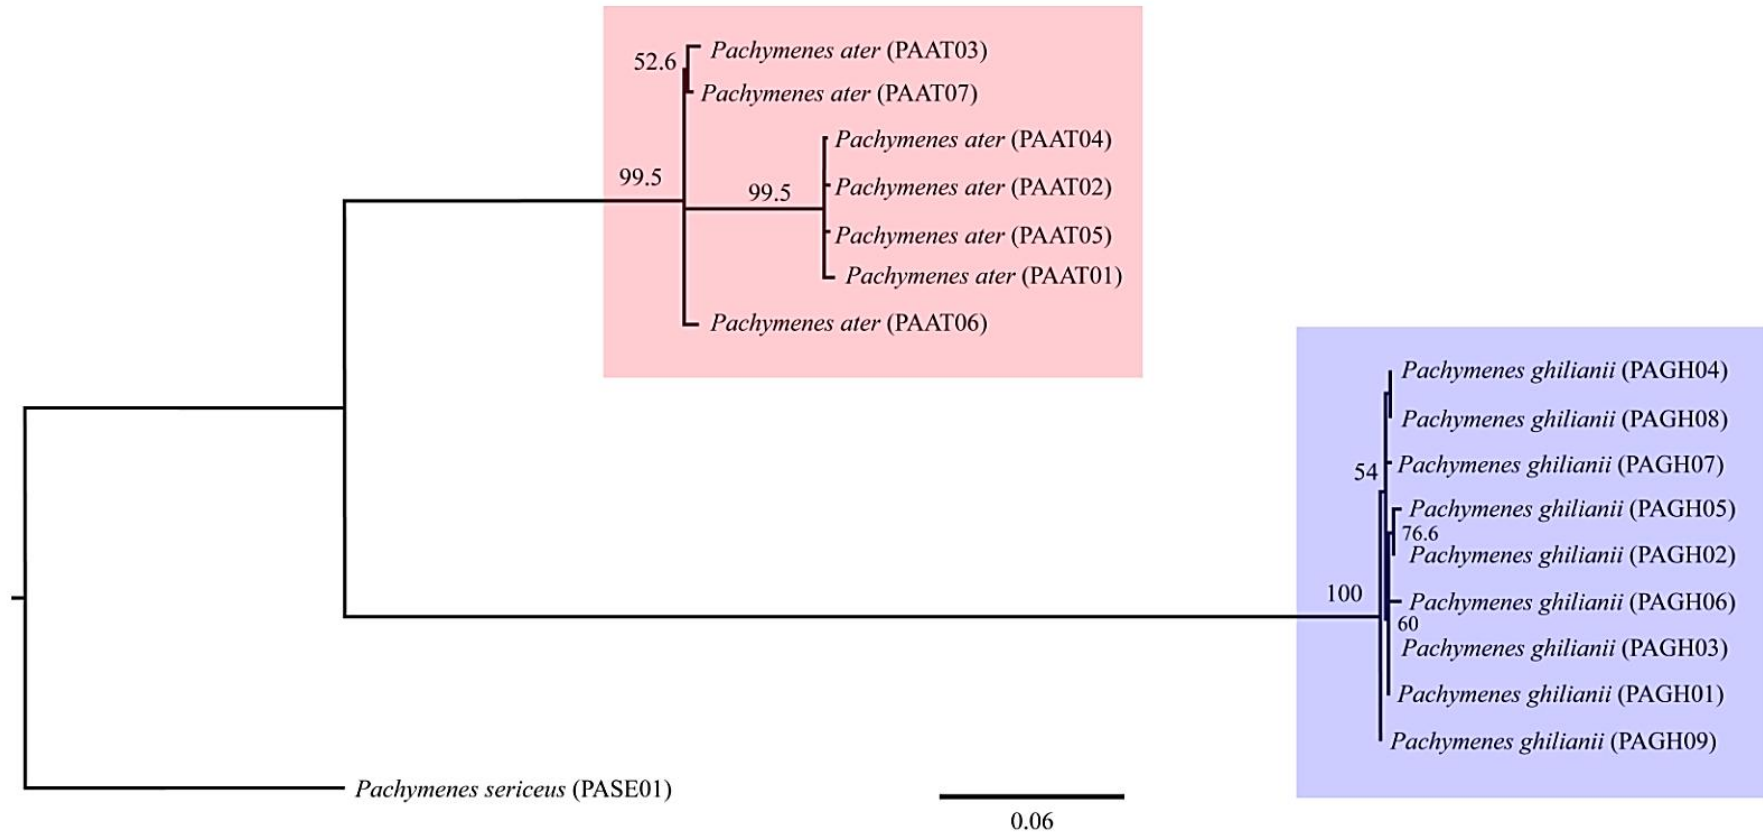 52.6
Pachymenes ater (PAAT03)
Pachymenes ater (PAAT07)
Pachymenes ater (PAAT04)
99.5
99.5
Pachymenes ater (PAAT02)
Pachymenes ater (PAAT05)
Pachymenes ater (PAAT01)
Pachymenes ater (PAAT06)
Pachymenes ghilianii (PAGH04)
Pachymenes ghilianii (PAGH08)
54
Pachymenes ghilianii (PAGH07)
Pachymenes ghilianii (PAGH05)
76.6
Pachymenes ghilianii (PAGH02)
100
Pachymenes ghilianii (PAGH06)
60
Pachymenes ghilianii (PAGH03)
Pachymenes ghilianii (PAGH01)
Pachymenes ghilianii (PAGH09)
Pachymenes sericeus (PASE01)
0.06